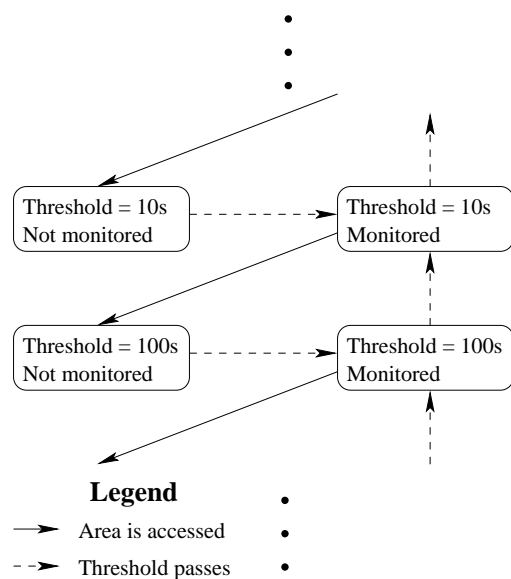 Threshold = 10s
Not monitored
Threshold = 10s
Monitored
Threshold = 100s
Not monitored
Threshold = 100s
Monitored
Legend
Area is accessed
Threshold passes